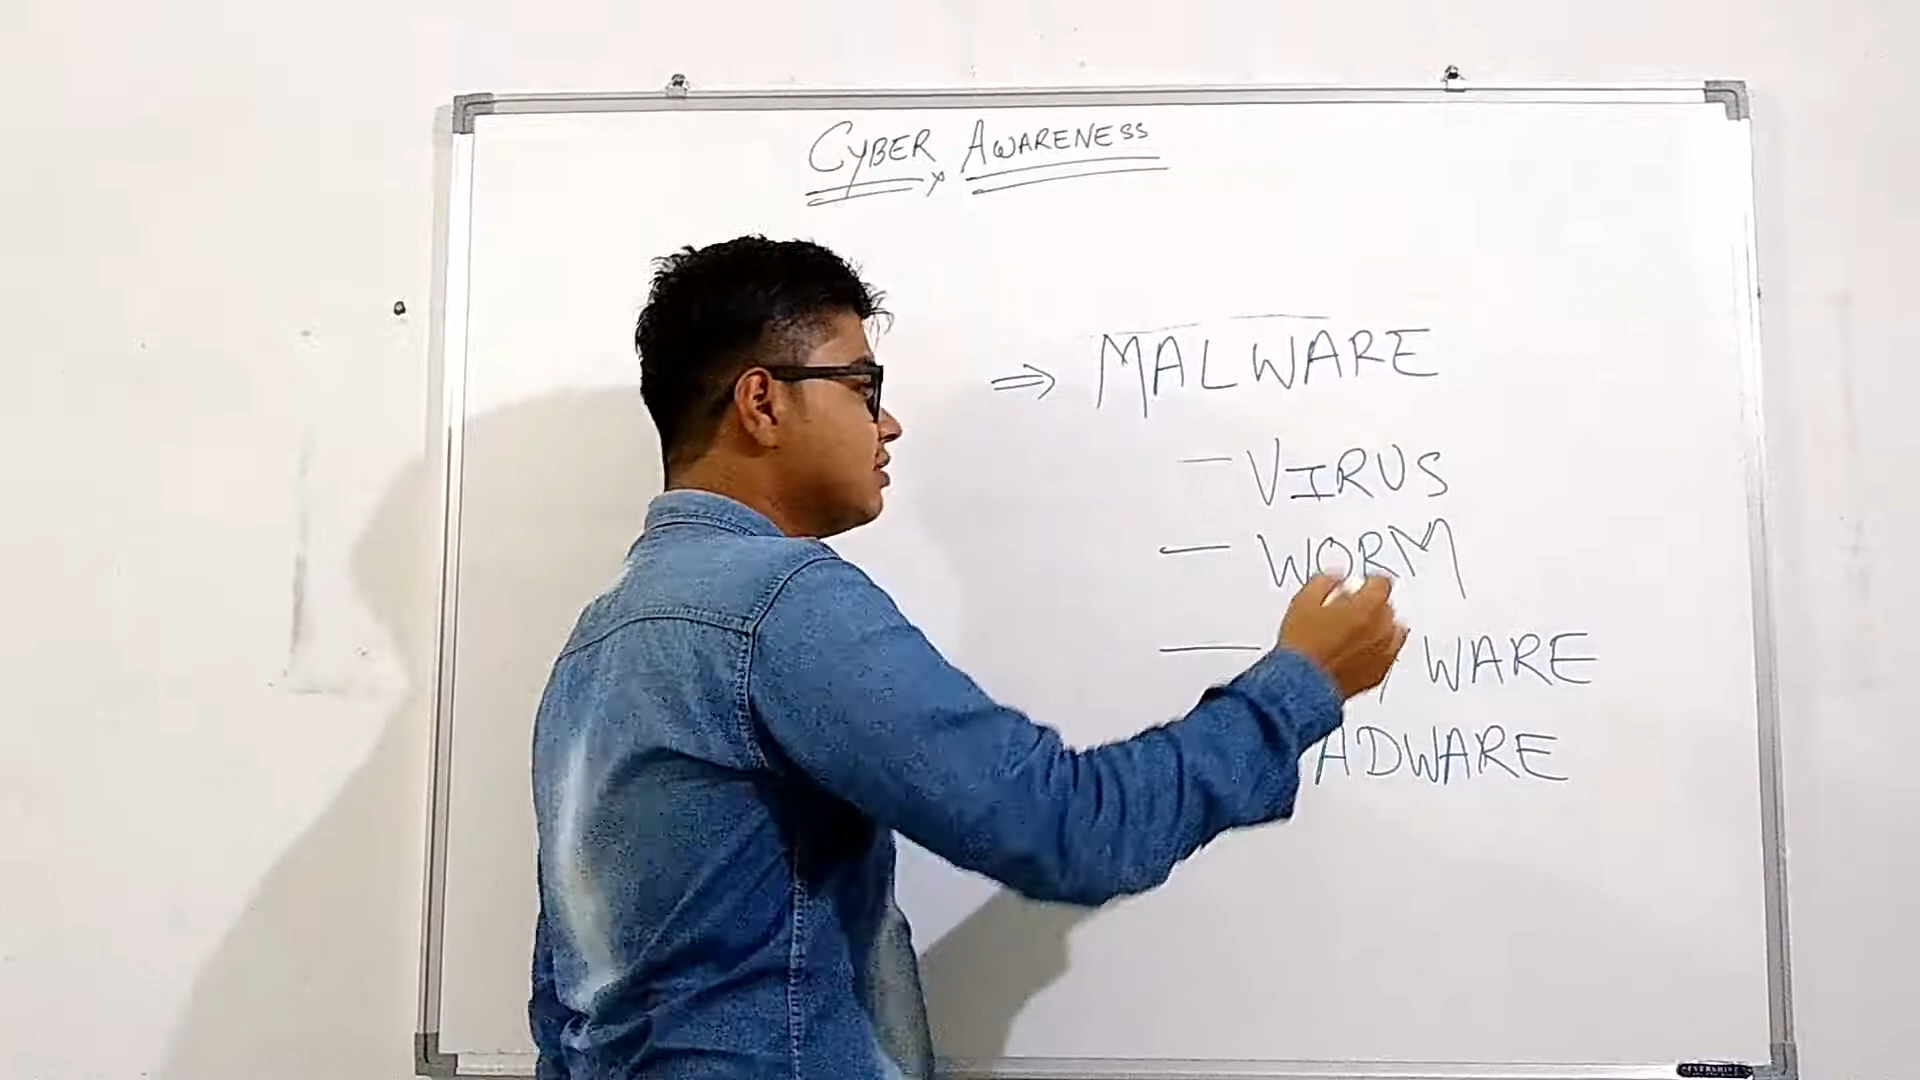 CYBER AWARENESS
⇒ MALWARE
— VIRUS
— WORM
— WARE
ADWARE